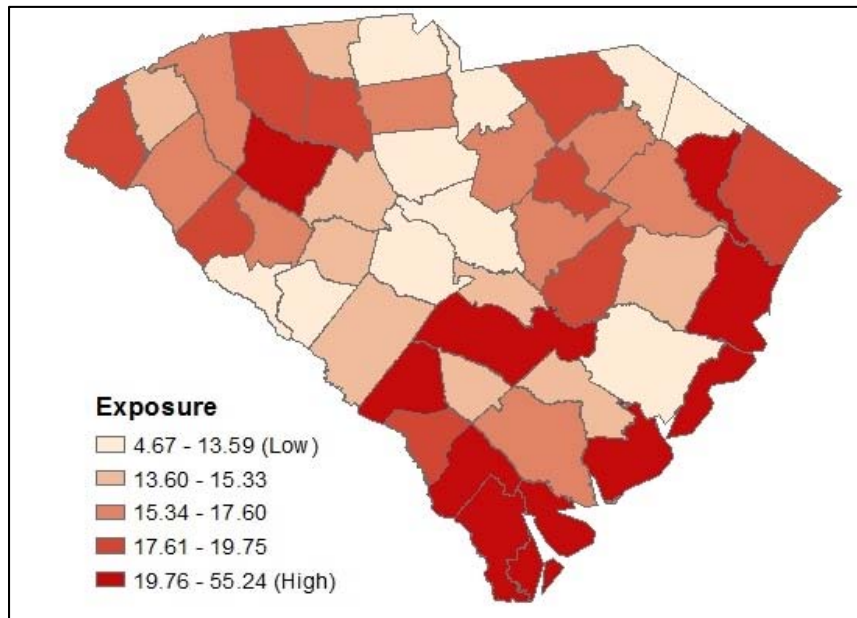 Exposure
4.67 - 13.59 (Low)
13.60 - 15.33
15.34 - 17.60
17.61 - 19.75
19.76 - 55.24 (High)